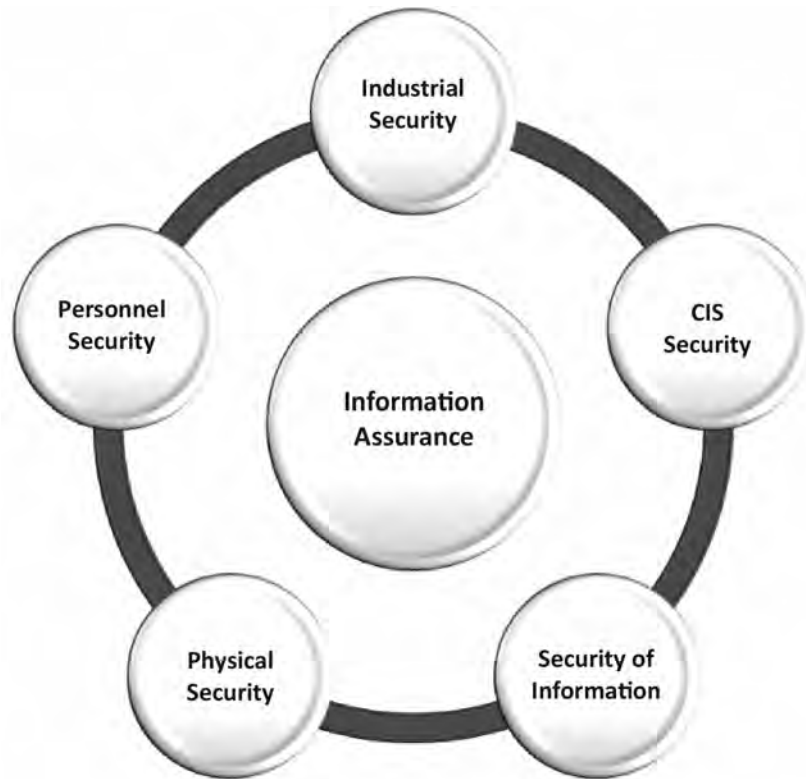 Industrial
Security
Personnel
Security
CIS
Security
Information
Assurance
Physical
Security
Security of
Information